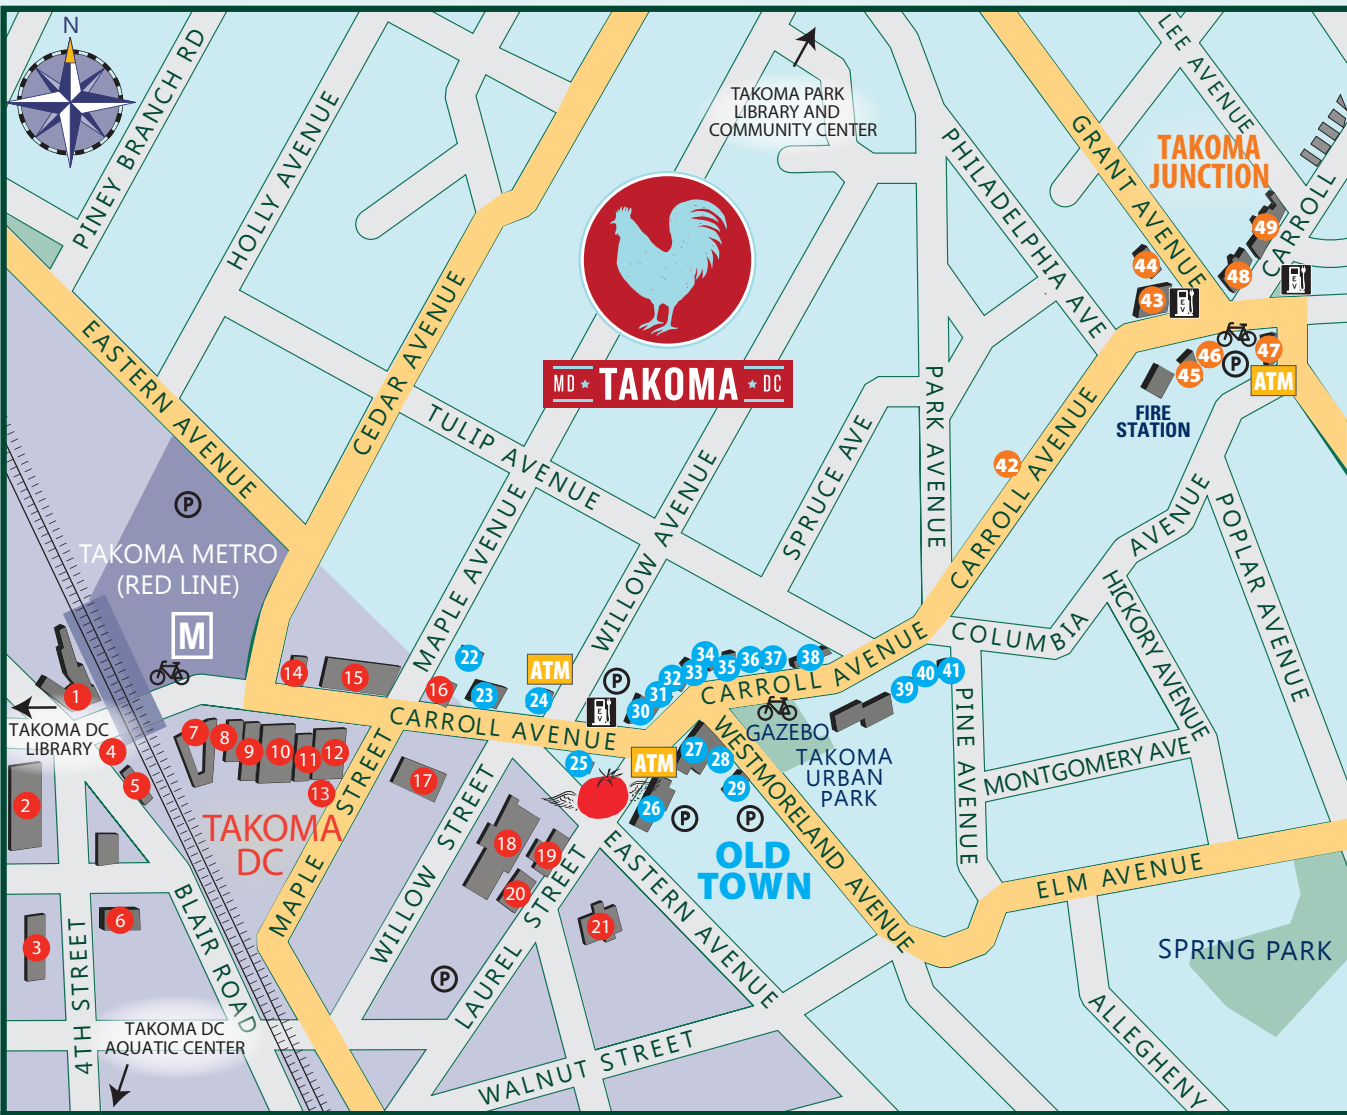 N
PINEY BRANCH RD
HOLLY AVENUE
TAKOMA PARK
LIBRARY AND
COMMUNITY CENTER
LEE AVENUE
GRANT AVENUE
PHILADELPHIA AVE
TAKOMA
JUNCTION
CARROLL
49
48
44
43
EV
EV
46
47
45
P
ATM
FIRE
STATION
EASTERN AVENUE
CEDAR AVENUE
MD TAKOMA DC
TULIP AVENUE
PARK AVENUE
SPRUCE AVE
42
CARROLL AVENUE
MAPLE AVENUE
WILLOW AVENUE
AVENUE
POPLAR AVENUE
HICKORY AVENUE
COLUMBIA
P
TAKOMA METRO
(RED LINE)
M
1
TAKOMA DC
LIBRARY
14
15
16
22
23
24
ATM
P
EV
30
31
32
33
34
35
36
37
38
39
40
41
CARROLL AVENUE
CARROLL AVENUE
GAZEBO
TAKOMA
URBAN
PARK
PINE AVENUE
MONTGOMERY AVE
2
3
4
5
6
7
8
9
10
11
12
13
17
TAKOMA
DC
MAPLE STREET
WILLOW STREET
25
ATM
26
27
28
29
P
P
OLD
TOWN
WESTMORELAND AVENUE
18
19
20
21
EASTERN AVENUE
LAUREL STREET
P
ELM AVENUE
SPRING PARK
4TH STREET
BLAIR ROAD
TAKOMA DC
AQUATIC CENTER
WALNUT STREET
ALLEGHENY